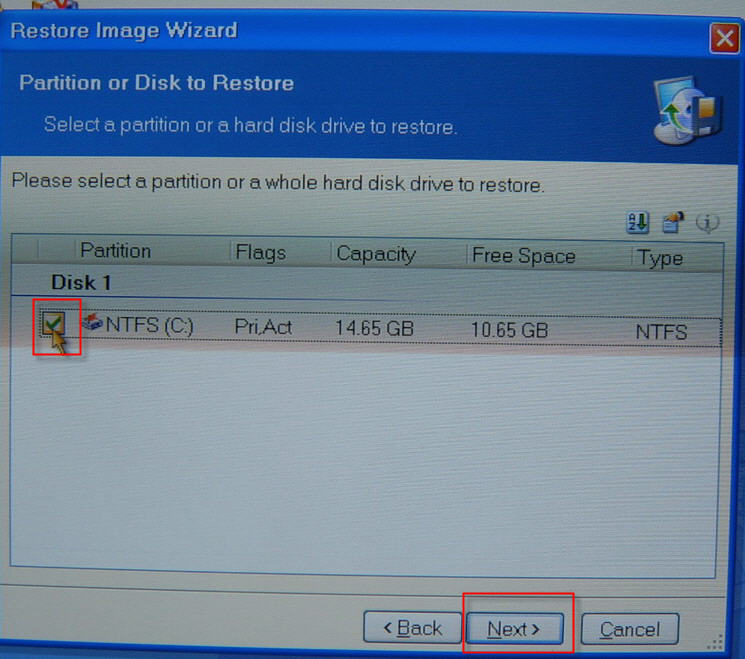 Restore Image Wizard
Partition or Disk to Restore
Select a partition or a hard disk drive to restore.
Please select a partition or a whole hard disk drive to restore.
Partition Flags Capacity Free Space Type
Disk 1
NTFS (C:) Pri,Act 14.65 GB 10.65 GB NTFS
< Back Next > Cancel